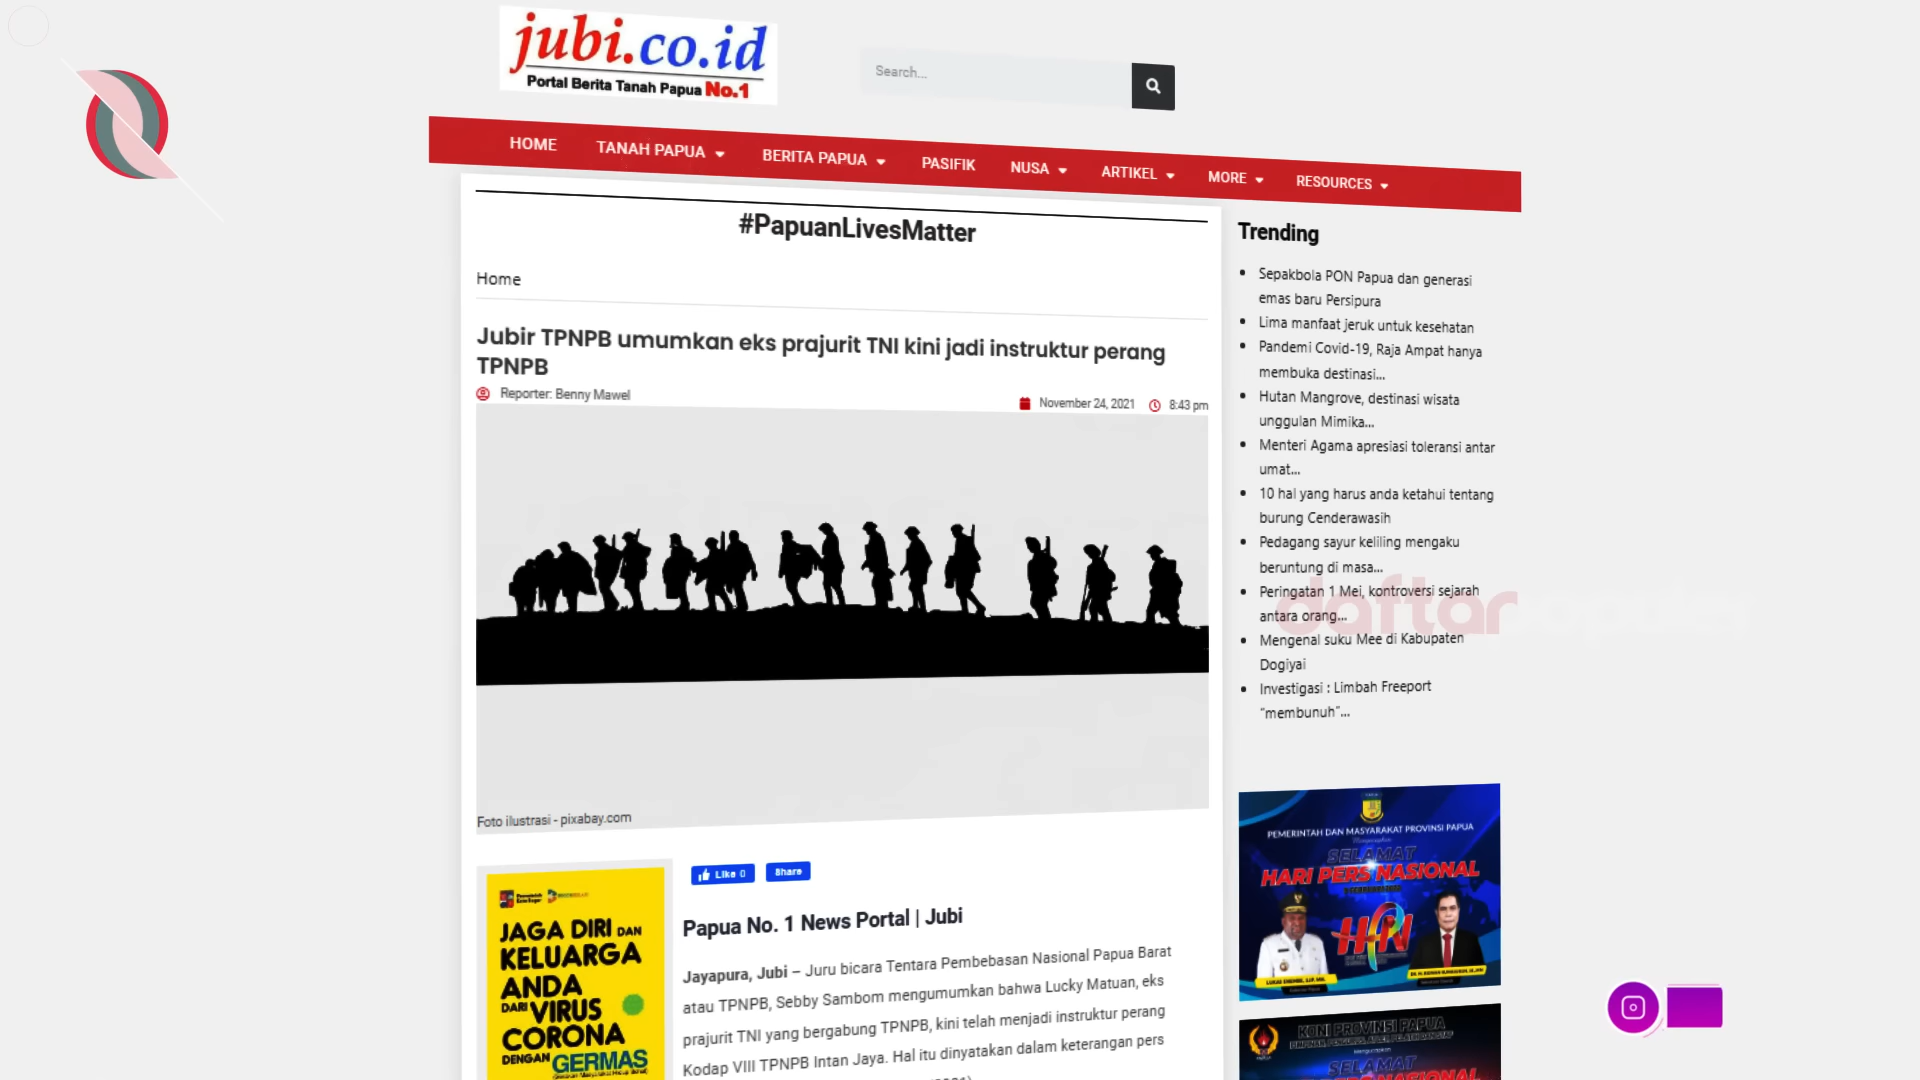 jubi.co.id
Portal Berita Tanah Papua No.1
Search...
HOME
TANAH PAPUA
BERITA PAPUA
PASIFIK
NUSA
ARTIKEL
MORE
RESOURCES
#PapuanLivesMatter
Home
Jubir TPNPB umumkan eks prajurit TNI kini jadi instruktur perang
TPNPB
Reporter: Benny Mawel
November 24, 2021
8:43 pm
Foto ilustrasi - pixabay.com
JAGA DIRI DAN
KELUARGA
ANDA
DARI VIRUS
CORONA
DENGAN GERMAS
Like 0
Share
Papua No. 1 News Portal | Jubi
Jayapura, Jubi – Juru bicara Tentara Pembebasan Nasional Papua Barat
atau TPNPB, Sebby Sambom mengumumkan bahwa Lucky Matuan, eks
prajurit TNI yang bergabung TPNPB, kini telah menjadi instruktur perang
Kodap VIII TPNPB Intan Jaya. Hal itu dinyatakan dalam keterangan pers
Trending
Sepakbola PON Papua dan generasi
emas baru Persipura
Lima manfaat jeruk untuk kesehatan
Pandemi Covid-19, Raja Ampat hanya
membuka destinasi...
Hutan Mangrove, destinasi wisata
unggulan Mimika...
Menteri Agama apresiasi toleransi antar
umat...
10 hal yang harus anda ketahui tentang
burung Cenderawasih
Pedagang sayur keliling mengaku
beruntung di masa...
Peringatan 1 Mei, kontroversi sejarah
antara orang...
Mengenal suku Mee di Kabupaten
Dogiyai
Investigasi : Limbah Freeport
“membunuh”...
daftar
PEMERINTAH DAN MASYARAKAT PROVINSI PAPUA
SELAMAT
HARI PERS NASIONAL
HPN
KONI PROVINSI PAPUA
SELAMAT